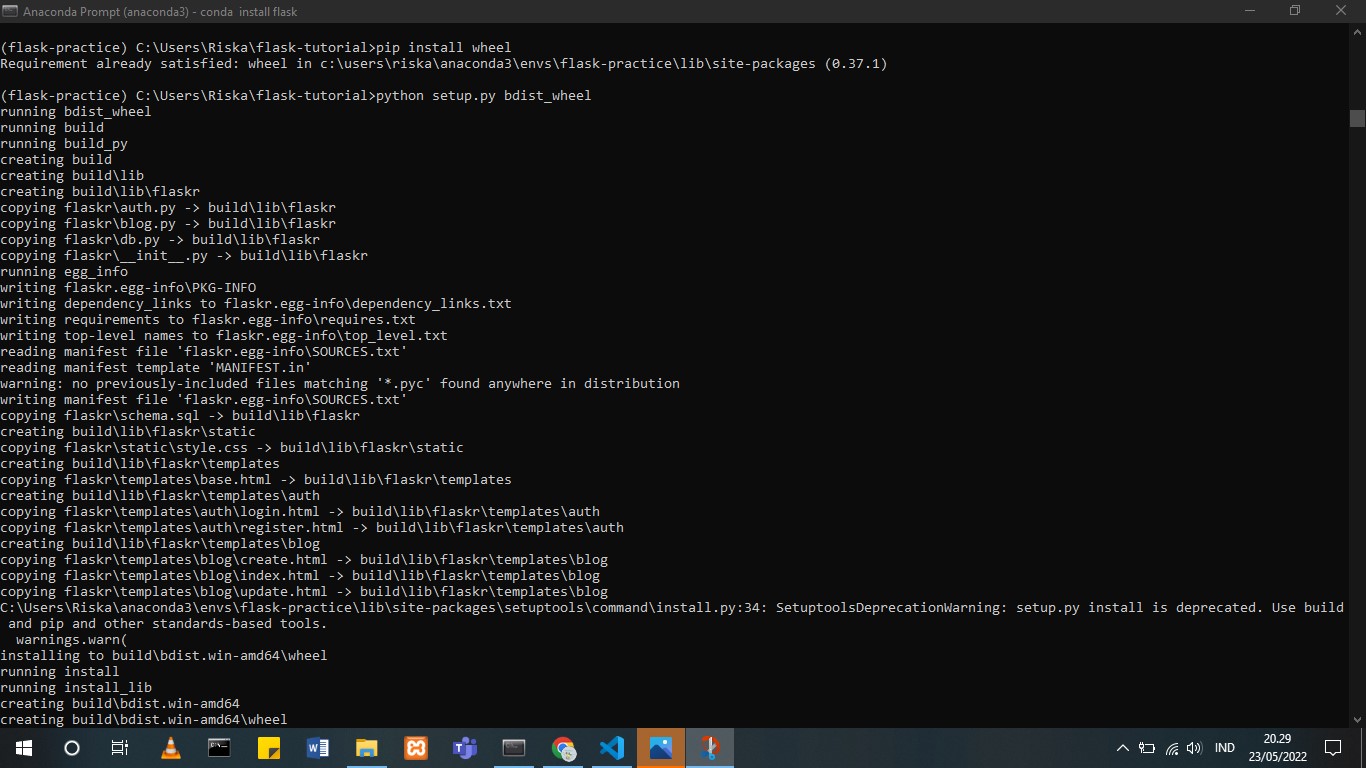 Anaconda Prompt (anaconda3) - conda  install flask
(flask-practice) C:\Users\Riska\flask-tutorial>pip install wheel
Requirement already satisfied: wheel in c:\users\riska\anaconda3\envs\flask-practice\lib\site-packages (0.37.1)
(flask-practice) C:\Users\Riska\flask-tutorial>python setup.py bdist_wheel
running bdist_wheel
running build
running build_py
creating build
creating build\lib
creating build\lib\flaskr
copying flaskr\auth.py -> build\lib\flaskr
copying flaskr\blog.py -> build\lib\flaskr
copying flaskr\db.py -> build\lib\flaskr
copying flaskr\__init__.py -> build\lib\flaskr
running egg_info
writing flaskr.egg-info\PKG-INFO
writing dependency_links to flaskr.egg-info\dependency_links.txt
writing requirements to flaskr.egg-info\requires.txt
writing top-level names to flaskr.egg-info\top_level.txt
reading manifest file 'flaskr.egg-info\SOURCES.txt'
reading manifest template 'MANIFEST.in'
warning: no previously-included files matching '*.pyc' found anywhere in distribution
writing manifest file 'flaskr.egg-info\SOURCES.txt'
copying flaskr\schema.sql -> build\lib\flaskr
creating build\lib\flaskr\static
copying flaskr\static\style.css -> build\lib\flaskr\static
creating build\lib\flaskr\templates
copying flaskr\templates\base.html -> build\lib\flaskr\templates
creating build\lib\flaskr\templates\auth
copying flaskr\templates\auth\login.html -> build\lib\flaskr\templates\auth
copying flaskr\templates\auth\register.html -> build\lib\flaskr\templates\auth
creating build\lib\flaskr\templates\blog
copying flaskr\templates\blog\create.html -> build\lib\flaskr\templates\blog
copying flaskr\templates\blog\index.html -> build\lib\flaskr\templates\blog
copying flaskr\templates\blog\update.html -> build\lib\flaskr\templates\blog
C:\Users\Riska\anaconda3\envs\flask-practice\lib\site-packages\setuptools\command\install.py:34: SetuptoolsDeprecationWarning: setup.py install is deprecated. Use build
 and pip and other standards-based tools.
  warnings.warn(
installing to build\bdist.win-amd64\wheel
running install
running install_lib
creating build\bdist.win-amd64
creating build\bdist.win-amd64\wheel
IND
20.29
23/05/2022